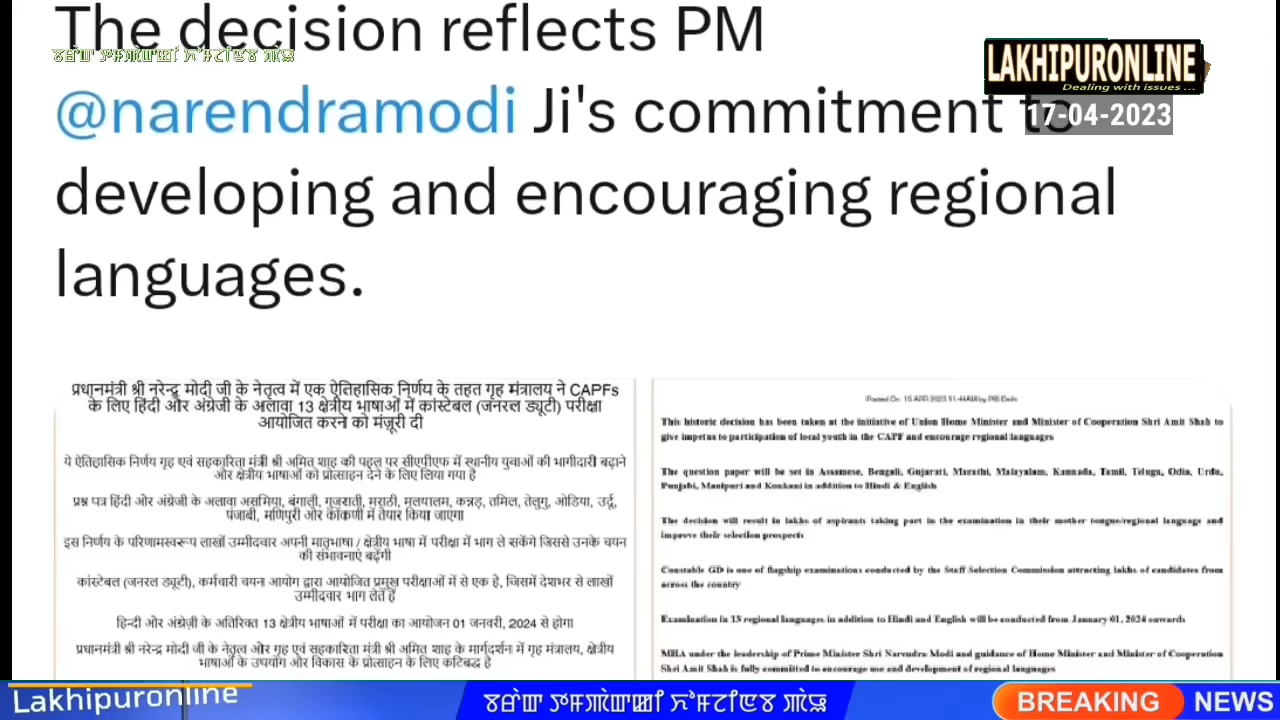 The decision reflects PM
LAKHIPURONLINE
Dealing with issues ...
@narendramodi Ji's commitment to
17-04-2023
developing and encouraging regional
languages.
प्रधानमंत्री श्री नरेन्द्र मोदी जी के नेतृत्व में एक ऐतिहासिक निर्णय के तहत गृह मंत्रालय ने CAPFs
के लिए हिंदी और अंग्रेजी के अलावा 13 क्षेत्रीय भाषाओं में कांस्टेबल (जनरल ड्यूटी) परीक्षा
आयोजित करने को मंज़ूरी दी
ये ऐतिहासिक निर्णय गृह एवं सहकारिता मंत्री श्री अमित शाह की पहल पर सीएपीएफ में स्थानीय युवाओं की भागीदारी बढ़ाने
और क्षेत्रीय भाषाओं को प्रोत्साहन देने के लिए लिया गया है
प्रश्न पत्र हिंदी और अंग्रेजी के अलावा असमिया, बंगाली, गुजराती, मराठी, मलयालम, कन्नड़, तमिल, तेलुगु, ओडिया, उर्दू,
पंजाबी, मणिपुरी और कोंकणी में तैयार किया जाएगा
इस निर्णय के परिणामस्वरूप लाखों उम्मीदवार अपनी मातृभाषा / क्षेत्रीय भाषा में परीक्षा में भाग ले सकेंगे जिससे उनके चयन
की संभावनाएं बढ़ेंगी
कांस्टेबल (जनरल ड्यूटी), कर्मचारी चयन आयोग द्वारा आयोजित प्रमुख परीक्षाओं में से एक है, जिसमें देशभर से लाखों
उम्मीदवार भाग लेते हैं
हिन्दी और अंग्रेज़ी के अतिरिक्त 13 क्षेत्रीय भाषाओं में परीक्षा का आयोजन 01 जनवरी, 2024 से होगा
प्रधानमंत्री श्री नरेन्द्र मोदी जी के नेतृत्व और गृह एवं सहकारिता मंत्री श्री अमित शाह के मार्गदर्शन में गृह मंत्रालय, क्षेत्रीय
भाषाओं के उपयोग और विकास के प्रोत्साहन के लिए कटिबद्ध है
Posted On: 15 APR 2023 11:44AM by PIB Delhi
This historic decision has been taken at the initiative of Union Home Minister and Minister of Cooperation Shri Amit Shah to
give impetus to participation of local youth in the CAPF and encourage regional languages
The question paper will be set in Assamese, Bengali, Gujarati, Marathi, Malayalam, Kannada, Tamil, Telugu, Odia, Urdu,
Punjabi, Manipuri and Konkani in addition to Hindi & English
The decision will result in lakhs of aspirants taking part in the examination in their mother tongue/regional language and
improve their selection prospects
Constable GD is one of flagship examinations conducted by the Staff Selection Commission attracting lakhs of candidates from
across the country
Examination in 13 regional languages in addition to Hindi and English will be conducted from January 01, 2024 onwards
MHA under the leadership of Prime Minister Shri Narendra Modi and guidance of Home Minister and Minister of Cooperation
Shri Amit Shah is fully committed to encourage use and development of regional languages
Lakhipuronline
BREAKING NEWS